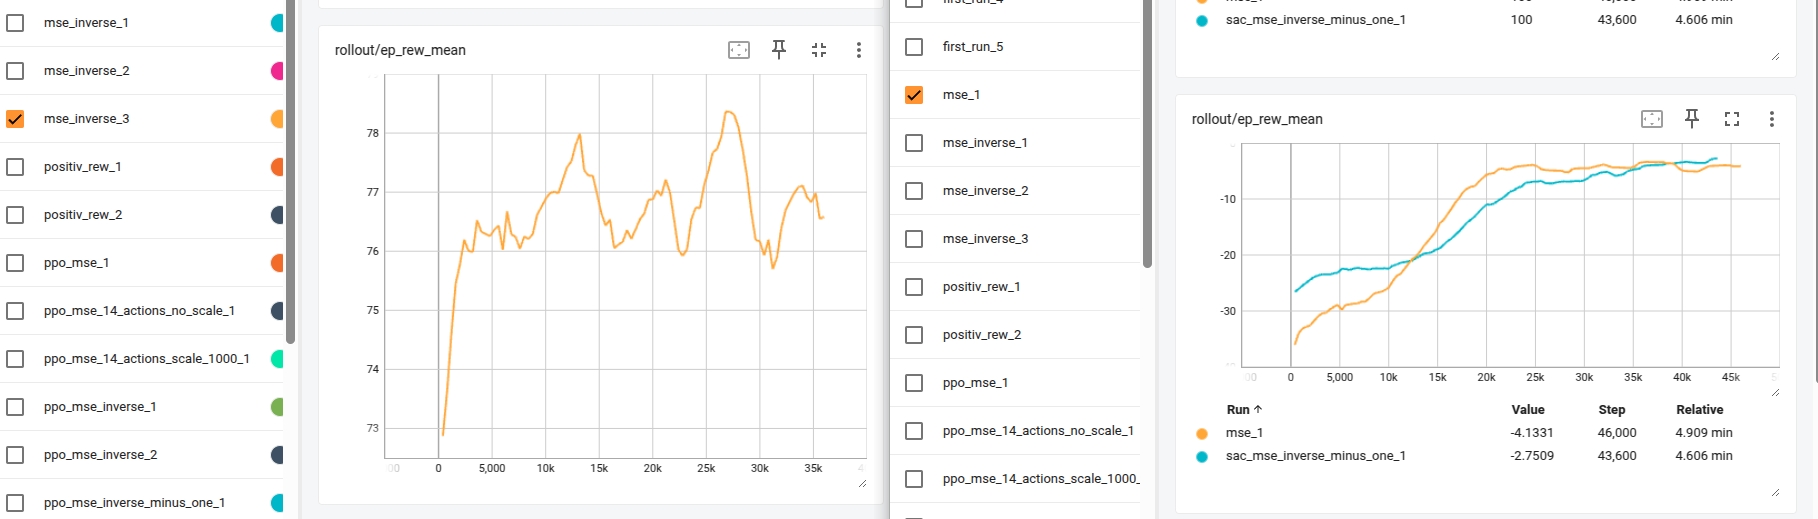 mse_inverse_1
mse_inverse_2
mse_inverse_3
positiv_rew_1
positiv_rew_2
ppo_mse_1
ppo_mse_14_actions_no_scale_1
ppo_mse_14_actions_scale_1000_1
ppo_mse_inverse_1
ppo_mse_inverse_2
ppo_mse_inverse_minus_one_1
rollout/ep_rew_mean
78
77
76
75
74
73
0 5,000 10k 15k 20k 25k 30k 35k
first_run_5
mse_1
mse_inverse_1
mse_inverse_2
mse_inverse_3
positiv_rew_1
positiv_rew_2
ppo_mse_1
ppo_mse_14_actions_no_scale_1
ppo_mse_14_actions_scale_1000_
sac_mse_inverse_minus_one_1 100 43,600 4.606 min
rollout/ep_rew_mean
-10
-20
-30
0 5,000 10k 15k 20k 25k 30k 35k 40k 45k
Run ↑ Value Step Relative
mse_1 -4.1331 46,000 4.909 min
sac_mse_inverse_minus_one_1 -2.7509 43,600 4.606 min